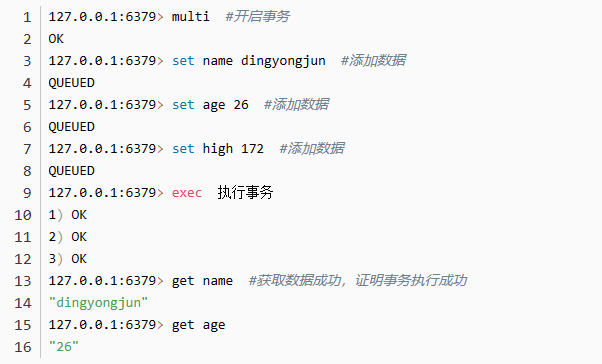 1 127.0.0.1:6379> multi #开启事务
2 OK
3 127.0.0.1:6379> set name dingyongjun #添加数据
4 QUEUED
5 127.0.0.1:6379> set age 26 #添加数据
6 QUEUED
7 127.0.0.1:6379> set high 172 #添加数据
8 QUEUED
9 127.0.0.1:6379> exec 执行事务
10 1) OK
11 2) OK
12 3) OK
13 127.0.0.1:6379> get name #获取数据成功，证明事务执行成功
14 "dingyongjun"
15 127.0.0.1:6379> get age
16 "26"